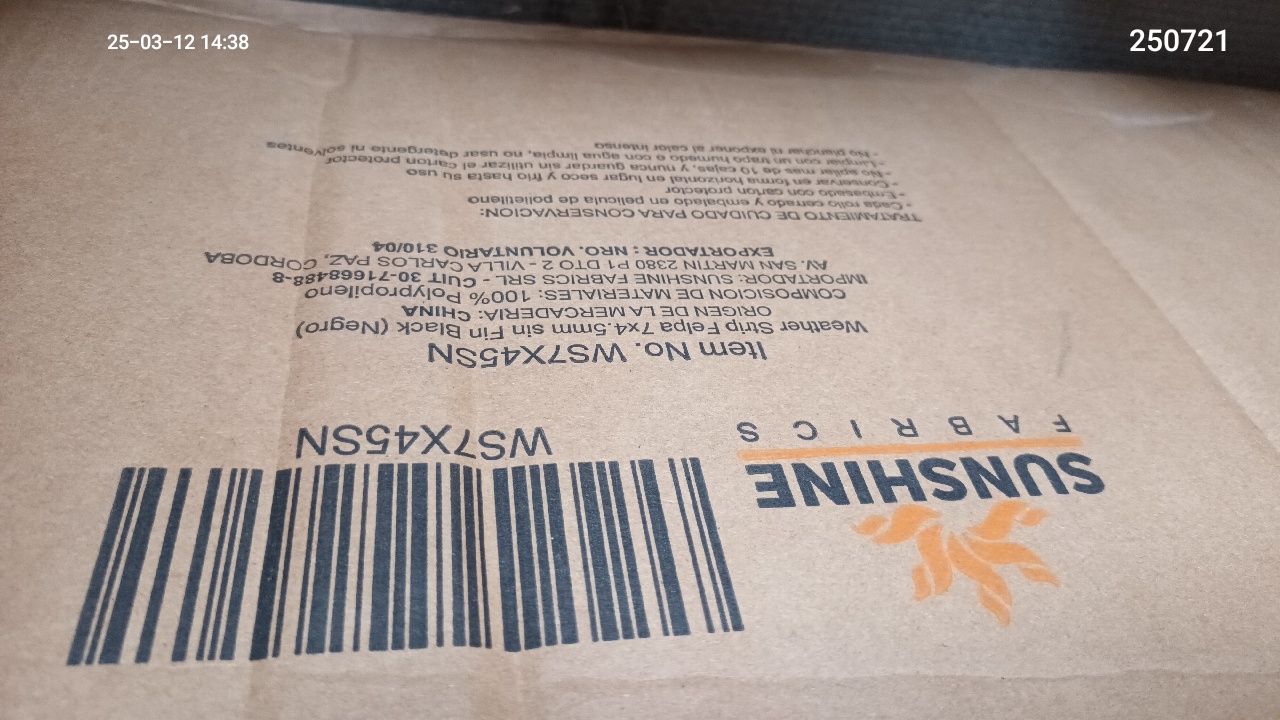 25-03-12 14:38
250721
SUNSHINE
FABRICS
WS7X45SN
Item No. WS7X45SN
Weather Strip Felpa 7x4.5mm sin Fin Black (Negro)
ORIGEN DE LA MERCADERIA: CHINA
COMPOSICION DE MATERIALES: 100% Polypropileno
IMPORTADOR: SUNSHINE FABRICS SRL - CUIT 30-71668488-8
AV. SAN MARTIN 2380 P1 DTO 2 - VILLA CARLOS PAZ, CORDOBA
EXPORTADOR : NRO. VOLUNTARIO 310/04
TRATAMIENTO DE CUIDADO PARA CONSERVACION:
- Cada rollo cerrado y embalado en pelicula de polietileno
- Embasado con carton protector
- Conservar en forma horizontal en lugar seco y frio hasta su uso
- No apilar mas de 10 cajas, y nunca guardar sin utilizar el carton protector
- Limpiar con un trapo humedo o con agua limpia, no usar detergente ni solventes
- No planchar ni exponer al calor intenso